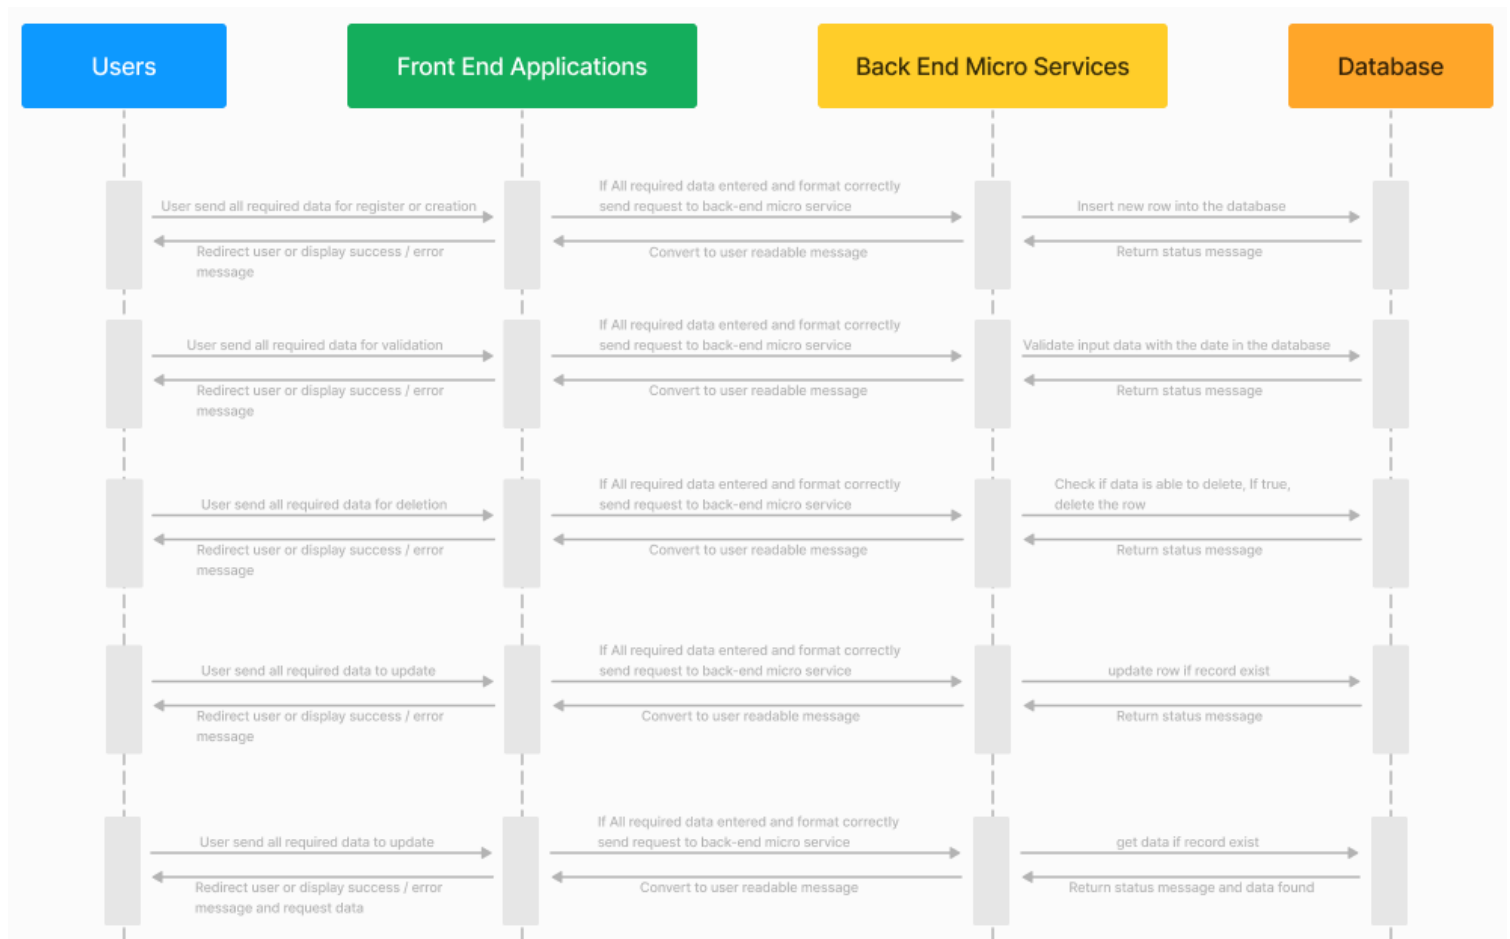 Users
Front End Applications
Back End Micro Services
Database
User send all required data for register or creation
If All required data entered and format correctly
send request to back-end micro service
Insert new row into the database
Redirect user or display success / error
message
Convert to user readable message
Return status message
User send all required data for validation
If All required data entered and format correctly
send request to back-end micro service
Validate input data with the date in the database
Redirect user or display success / error
message
Convert to user readable message
Return status message
User send all required data for deletion
If All required data entered and format correctly
send request to back-end micro service
Check if data is able to delete, If true,
delete the row
Redirect user or display success / error
message
Convert to user readable message
Return status message
User send all required data to update
If All required data entered and format correctly
send request to back-end micro service
update row if record exist
Redirect user or display success / error
message
Convert to user readable message
Return status message
User send all required data to update
If All required data entered and format correctly
send request to back-end micro service
get data if record exist
Redirect user or display success / error
message and request data
Convert to user readable message
Return status message and data found